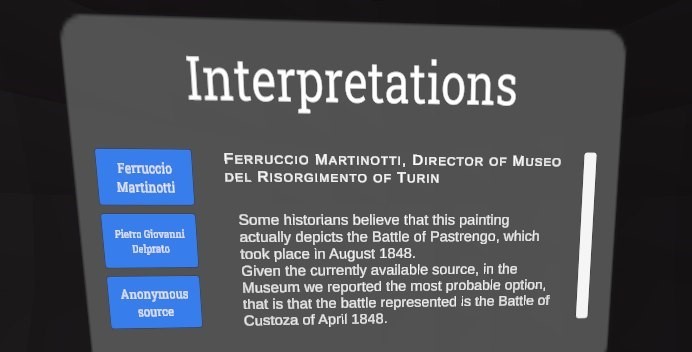 Interpretations
Ferruccio
Martinotti
Pietro Giovanni
Delprato
Anonymous
source
FERRUCCIO MARTINOTTI, DIRECTOR OF MUSEO
DEL RISORGIMENTO OF TURIN
Some historians believe that this painting
actually depicts the Battle of Pastrengo, which
took place in August 1848.
Given the currently available source, in the
Museum we reported the most probable option,
that is that the battle represented is the Battle of
Custoza of April 1848.